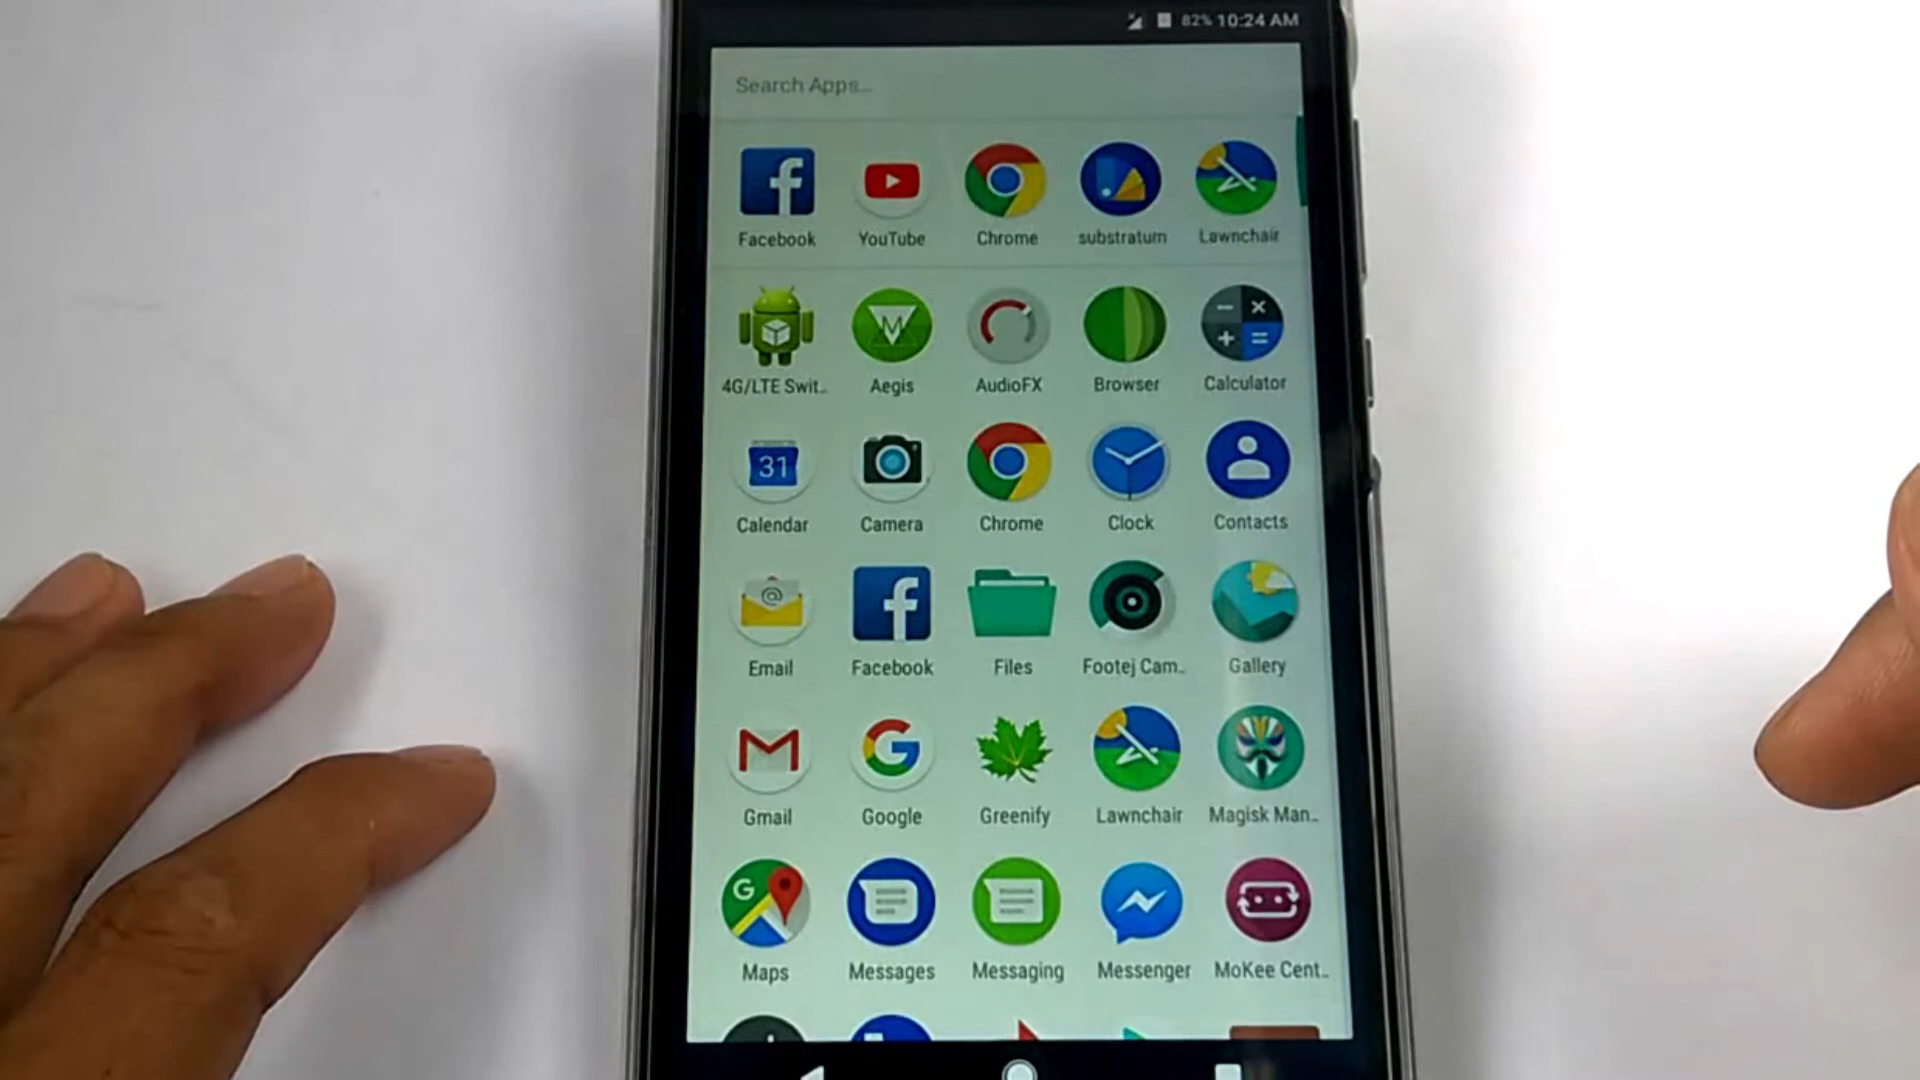 82% 10:24 AM
Search Apps...
Facebook YouTube Chrome substratum Lawnchair
4G/LTE Swit.. Aegis AudioFX Browser Calculator
31
Calendar Camera Chrome Clock Contacts
Email Facebook Files Footej Cam.. Gallery
Gmail Google Greenify Lawnchair Magisk Man..
Maps Messages Messaging Messenger MoKee Cent..